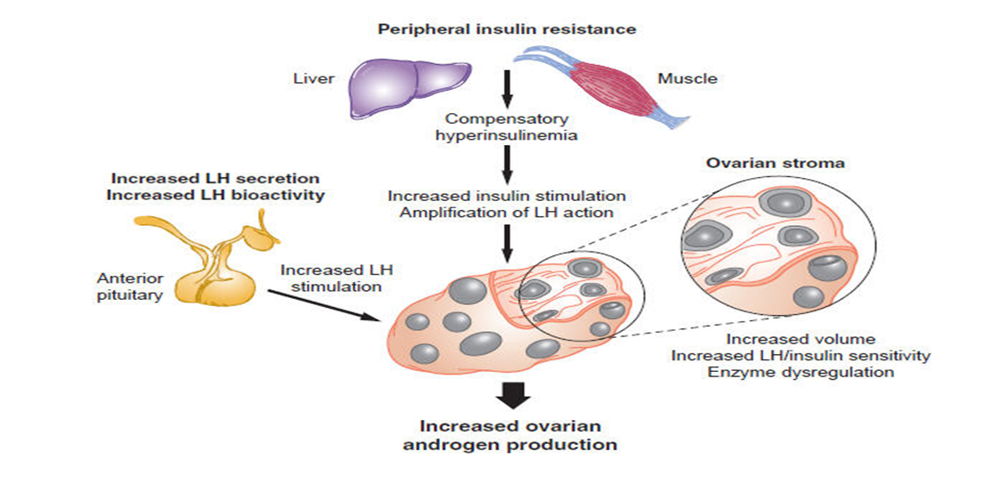 Peripheral insulin resistance
Liver
Muscle
Compensatory
hyperinsulinemia
Ovarian stroma
Increased LH secretion
Increased LH bioactivity
Increased insulin stimulation
Amplification of LH action
Anterior
pituitary
Increased LH
stimulation
Increased volume
Increased LH/insulin sensitivity
Enzyme dysregulation
Increased ovarian
androgen production